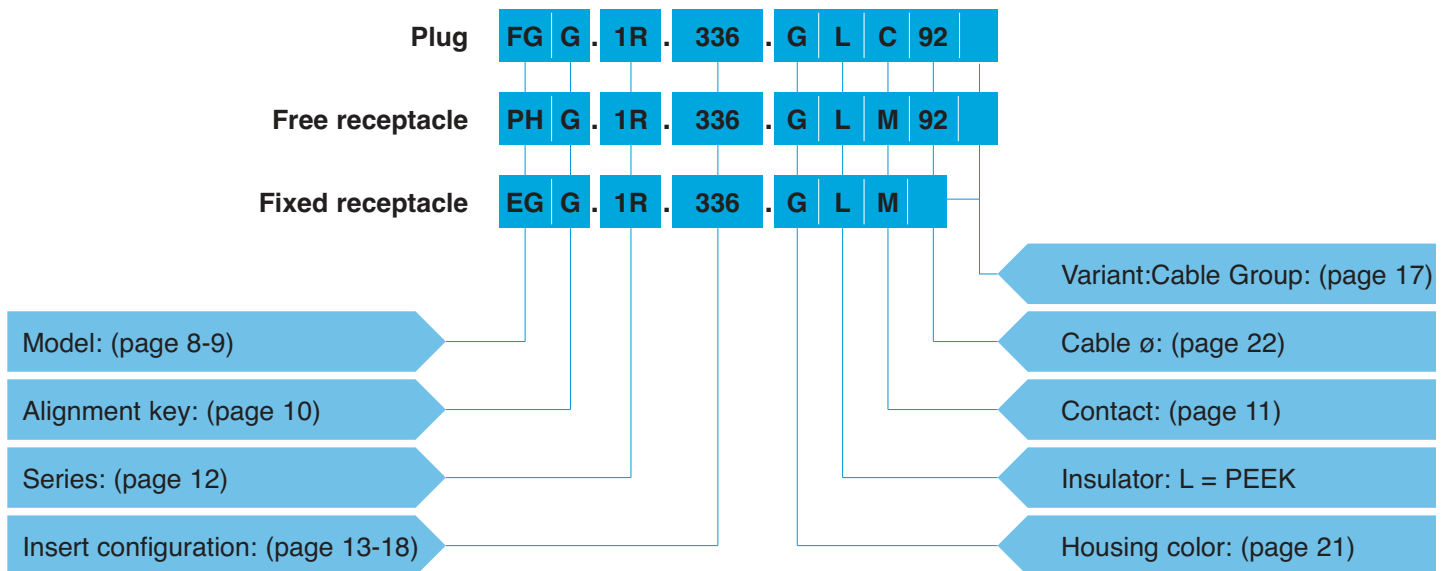 Plug FG G . 1R . 336 . G L C 92
Free receptacle PH G . 1R . 336 . G L M 92
Fixed receptacle EG G . 1R . 336 . G L M
Variant:Cable Group: (page 17)
Model: (page 8-9)
Cable ø: (page 22)
Alignment key: (page 10)
Contact: (page 11)
Series: (page 12)
Insulator: L = PEEK
Insert configuration: (page 13-18)
Housing color: (page 21)